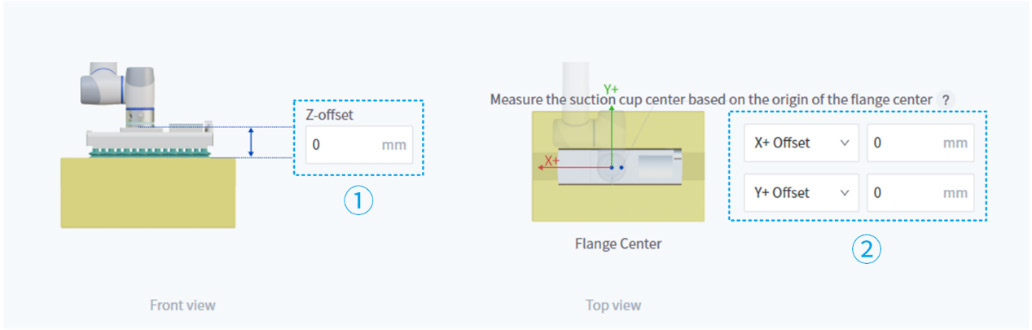 Z-offset
0 mm
①
Front view
Measure the suction cup center based on the origin of the flange center ?
Y+
X+
X+ Offset 0 mm
Y+ Offset 0 mm
②
Flange Center
Top view